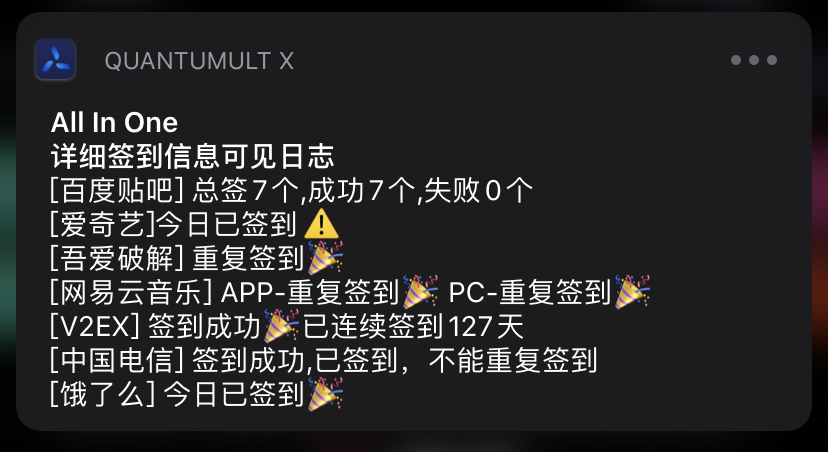 QUANTUMULT X
All In One
详细签到信息可见日志
[百度贴吧] 总签7个,成功7个,失败0个
[爱奇艺]今日已签到 ⚠️
[吾爱破解] 重复签到🎉
[网易云音乐] APP-重复签到🎉 PC-重复签到🎉
[V2EX] 签到成功🎉已连续签到127天
[中国电信] 签到成功,已签到，不能重复签到
[饿了么] 今日已签到🎉